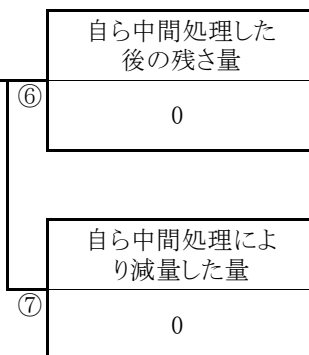 自ら中間処理した
後の残さ量
⑥
0
自ら中間処理によ
り減量した量
⑦
0